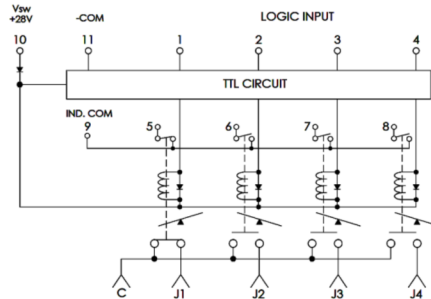 Vsw
+28V
-COM
LOGIC INPUT
10
11
1
2
3
4
TTL CIRCUIT
IND. COM
9
5
6
7
8
C
J1
J2
J3
J4